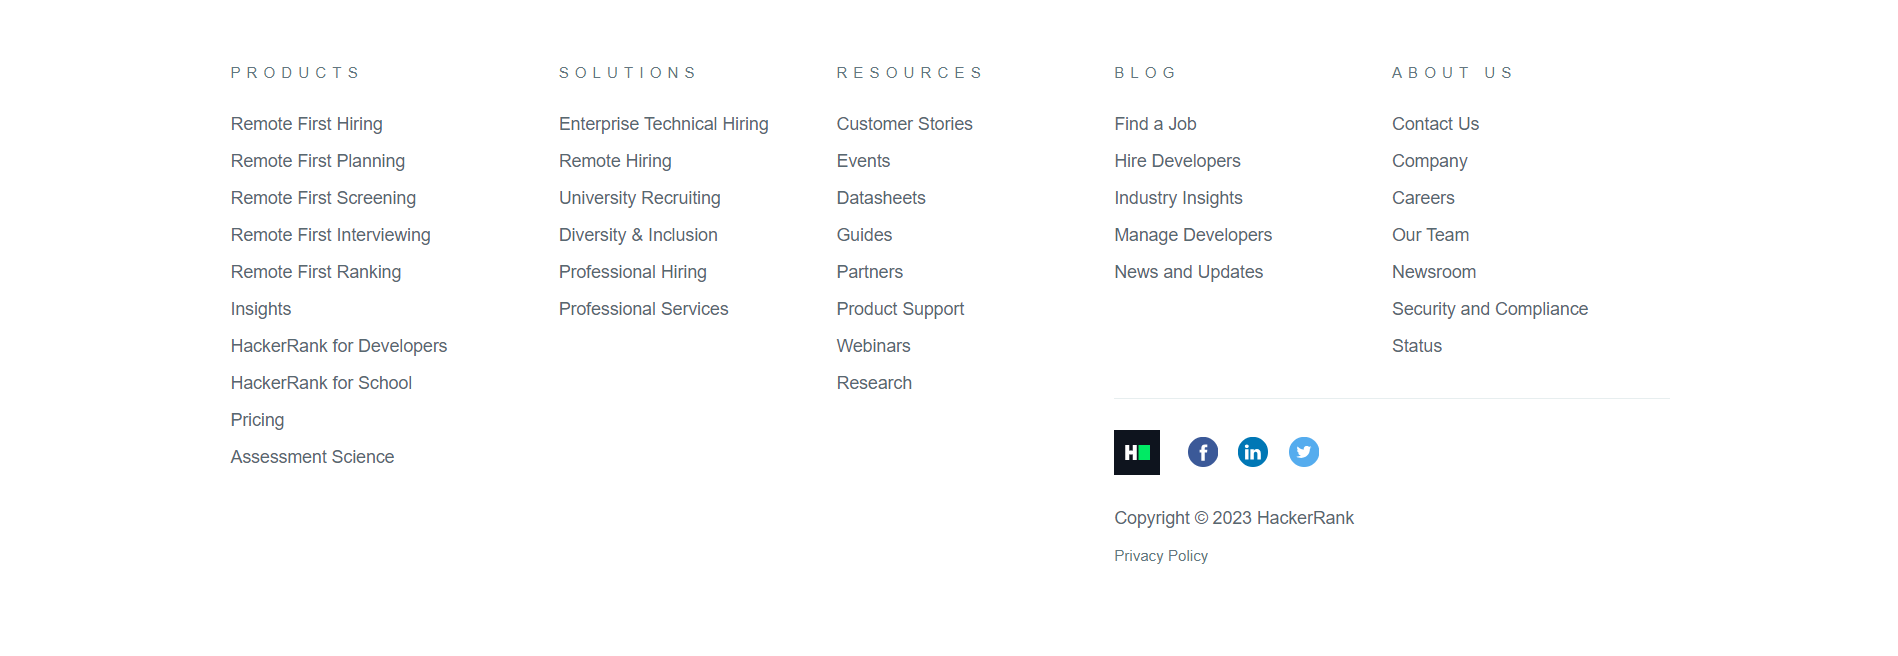 PRODUCTS
Remote First Hiring
Remote First Planning
Remote First Screening
Remote First Interviewing
Remote First Ranking
Insights
HackerRank for Developers
HackerRank for School
Pricing
Assessment Science
SOLUTIONS
Enterprise Technical Hiring
Remote Hiring
University Recruiting
Diversity & Inclusion
Professional Hiring
Professional Services
RESOURCES
Customer Stories
Events
Datasheets
Guides
Partners
Product Support
Webinars
Research
BLOG
Find a Job
Hire Developers
Industry Insights
Manage Developers
News and Updates
ABOUT US
Contact Us
Company
Careers
Our Team
Newsroom
Security and Compliance
Status
H
f
in
Copyright © 2023 HackerRank
Privacy Policy